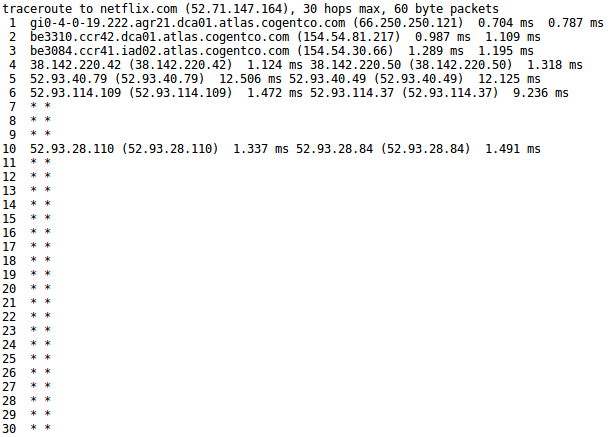 traceroute to netflix.com (52.71.147.164), 30 hops max, 60 byte packets
1 gi0-4-0-19.222.agr21.dca01.atlas.cogentco.com (66.250.250.121) 0.704 ms 0.787 ms
2 be3310.ccr42.dca01.atlas.cogentco.com (154.54.81.217) 0.987 ms 1.109 ms
3 be3084.ccr41.iad02.atlas.cogentco.com (154.54.30.66) 1.289 ms 1.195 ms
4 38.142.220.42 (38.142.220.42) 1.124 ms 38.142.220.50 (38.142.220.50) 1.318 ms
5 52.93.40.79 (52.93.40.79) 12.506 ms 52.93.40.49 (52.93.40.49) 12.125 ms
6 52.93.114.109 (52.93.114.109) 1.472 ms 52.93.114.37 (52.93.114.37) 9.236 ms
7 * *
8 * *
9 * *
10 52.93.28.110 (52.93.28.110) 1.337 ms 52.93.28.84 (52.93.28.84) 1.491 ms
11 * *
12 * *
13 * *
14 * *
15 * *
16 * *
17 * *
18 * *
19 * *
20 * *
21 * *
22 * *
23 * *
24 * *
25 * *
26 * *
27 * *
28 * *
29 * *
30 * *